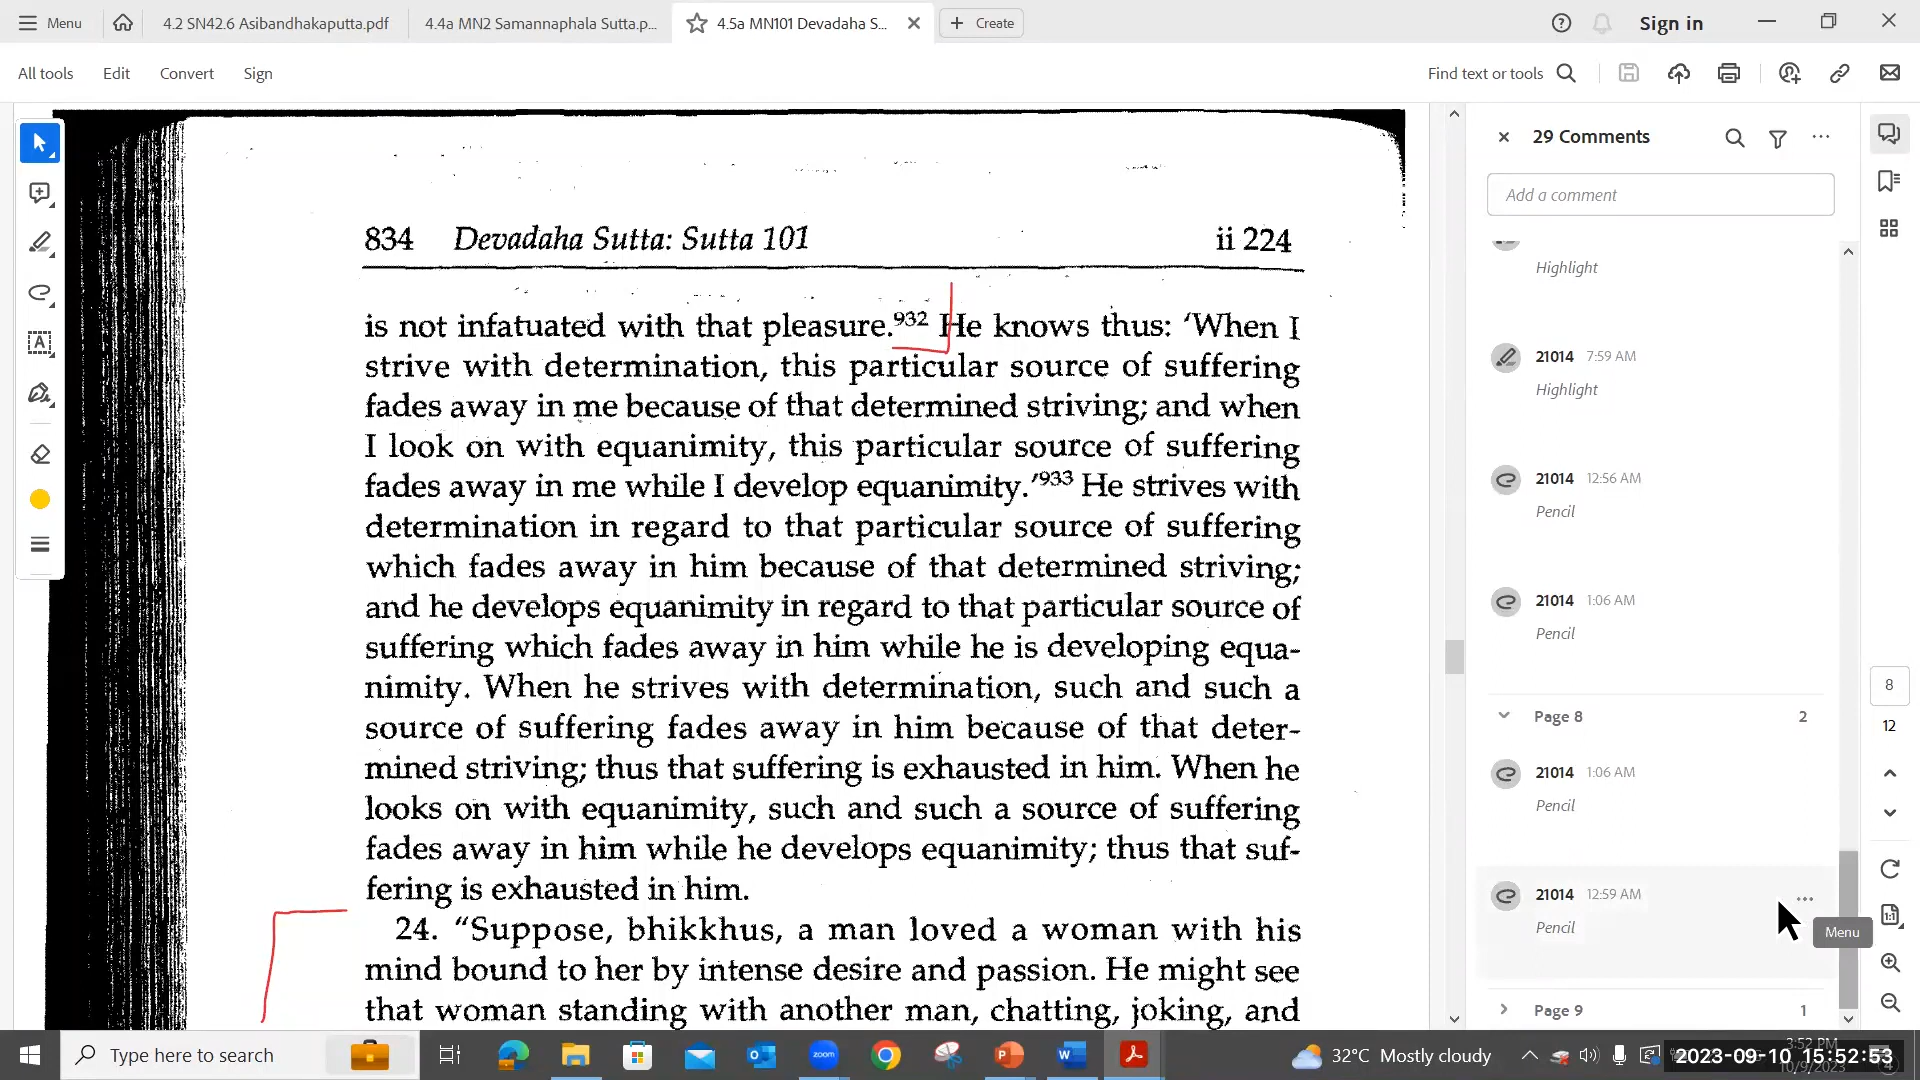 Menu
4.2 SN42.6 Asibandhakaputta.pdf
4.4a MN2 Samannaphala Sutta.p...
4.5a MN101 Devadaha S...
Create
Sign in
All tools
Edit
Convert
Sign
Find text or tools
834 Devadaha Sutta: Sutta 101 ii 224
is not infatuated with that pleasure.932 He knows thus: 'When I
strive with determination, this particular source of suffering
fades away in me because of that determined striving; and when
I look on with equanimity, this particular source of suffering
fades away in me while I develop equanimity.'933 He strives with
determination in regard to that particular source of suffering
which fades away in him because of that determined striving;
and he develops equanimity in regard to that particular source of
suffering which fades away in him while he is developing equa-
nimity. When he strives with determination, such and such a
source of suffering fades away in him because of that deter-
mined striving; thus that suffering is exhausted in him. When he
looks on with equanimity, such and such a source of suffering
fades away in him while he develops equanimity; thus that suf-
fering is exhausted in him.
24. "Suppose, bhikkhus, a man loved a woman with his
mind bound to her by intense desire and passion. He might see
that woman standing with another man, chatting, joking, and
29 Comments
Add a comment
Highlight
21014 7:59 AM
Highlight
21014 12:56 AM
Pencil
21014 1:06 AM
Pencil
Page 8 2
21014 1:06 AM
Pencil
21014 12:59 AM
Pencil
Menu
Page 9 1
8
12
Type here to search
zoom
32°C Mostly cloudy
3:52 PM
2023-09-10 15:52:53
10/9/2023